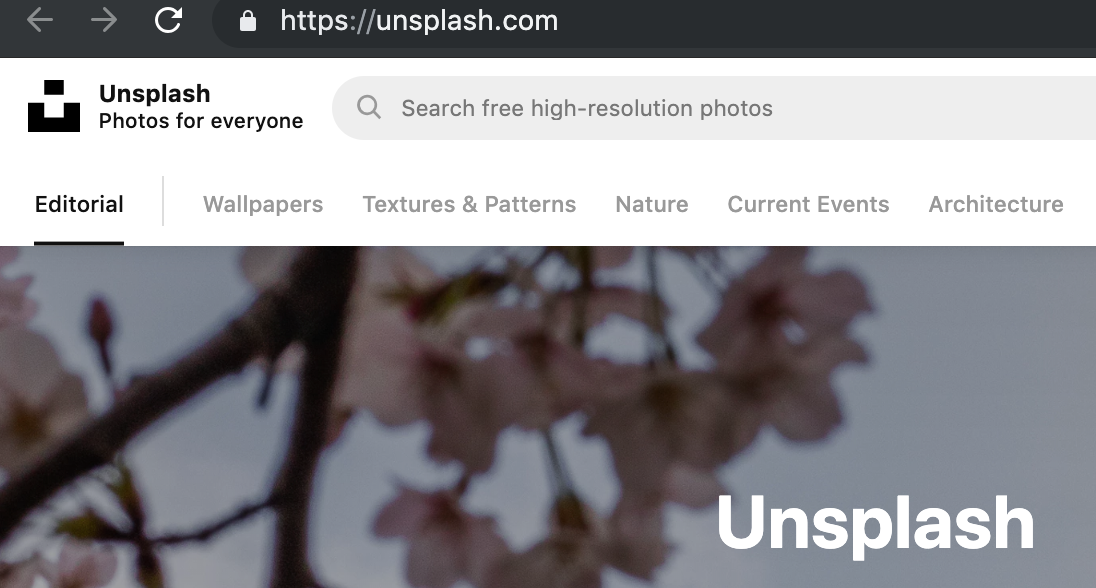 https://unsplash.com
Unsplash
Photos for everyone
Search free high-resolution photos
Editorial
Wallpapers
Textures & Patterns
Nature
Current Events
Architecture
Unsplash